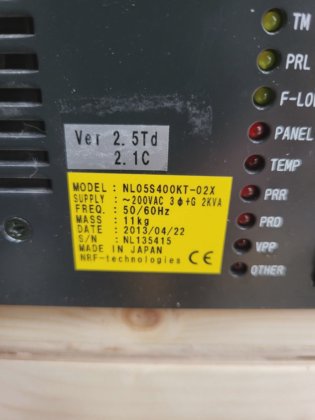 TM
PRL
F-LO
PANEL
TEMP
PRR
PRO
VPP
OTHER
Ver 2.5Td
2.1C
MODEL : NL05S400KT-02X
SUPPLY : ~200VAC 3φ+G 2KVA
FREQ. : 50/60Hz
MASS : 11kg
DATE : 2013/04/22
S/N : NL135415
MADE IN JAPAN
NRF-technologies CE